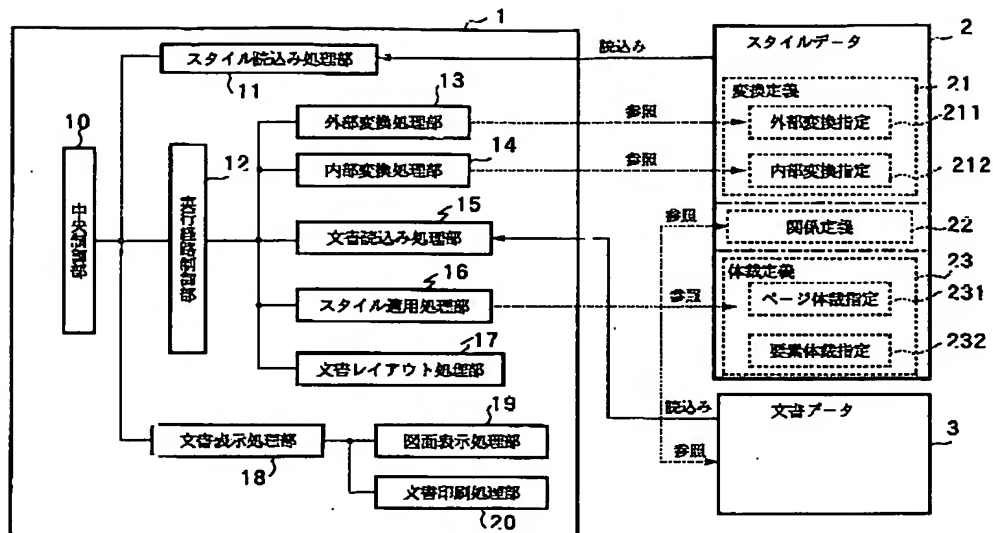 1
スタイル読込み処理部
11
10
中央制御部
12
実行経路制御部
13
外部変換処理部
14
内部変換処理部
15
文書読込み処理部
16
スタイル適用処理部
17
文書レイアウト処理部
文書表示処理部
18
19
図面表示処理部
文書印刷処理部
20
読込み
参照
参照
参照
参照
読込み
参照
2
スタイルデータ
21
変換定義
外部変換指定
211
内部変換指定
212
関係定義
22
体裁定義
23
ページ体裁指定
231
要素体裁指定
232
文書データ
3